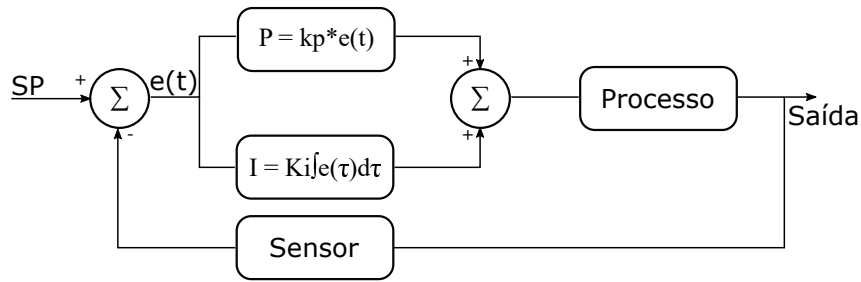 P = kp*e(t)
SP
+
Σ
e(t)
+
Σ
Processo
Saída
-
+
I = Ki∫e(τ)dτ
Sensor